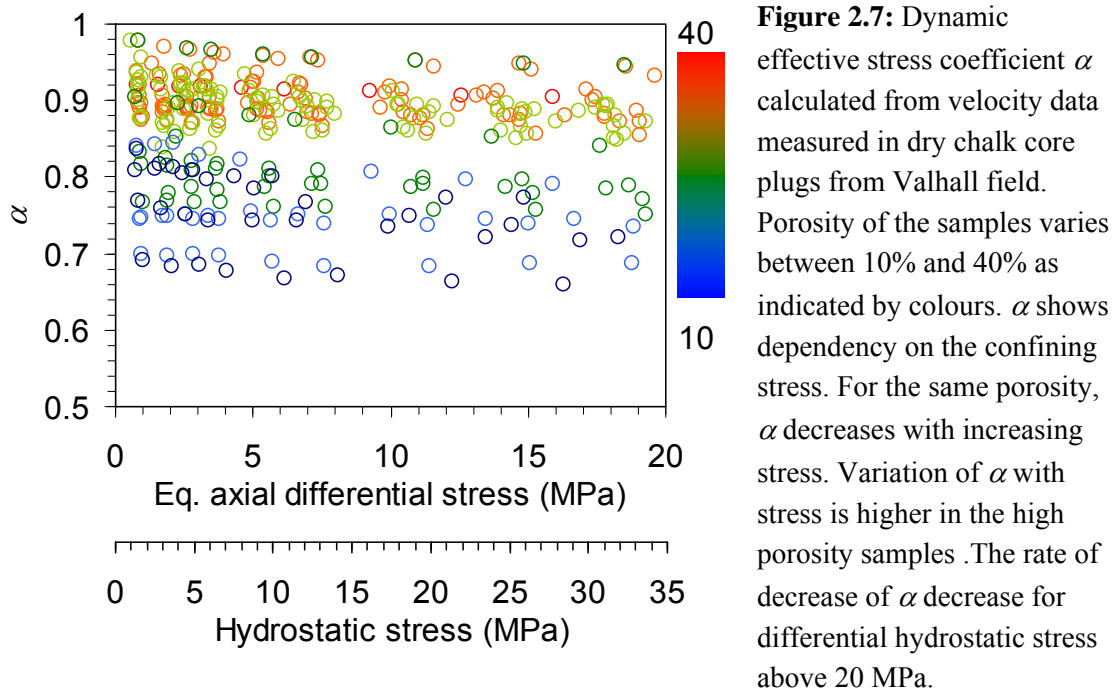 1
0.9
0.8
0.7
0.6
0.5
α
0 5 10 15 20
Eq. axial differential stress (MPa)
0 5 10 15 20 25 30 35
Hydrostatic stress (MPa)
40
10
Figure 2.7: Dynamic
effective stress coefficient α
calculated from velocity data
measured in dry chalk core
plugs from Valhall field.
Porosity of the samples varies
between 10% and 40% as
indicated by colours. α shows
dependency on the confining
stress. For the same porosity,
α decreases with increasing
stress. Variation of α with
stress is higher in the high
porosity samples .The rate of
decrease of α decrease for
differential hydrostatic stress
above 20 MPa.